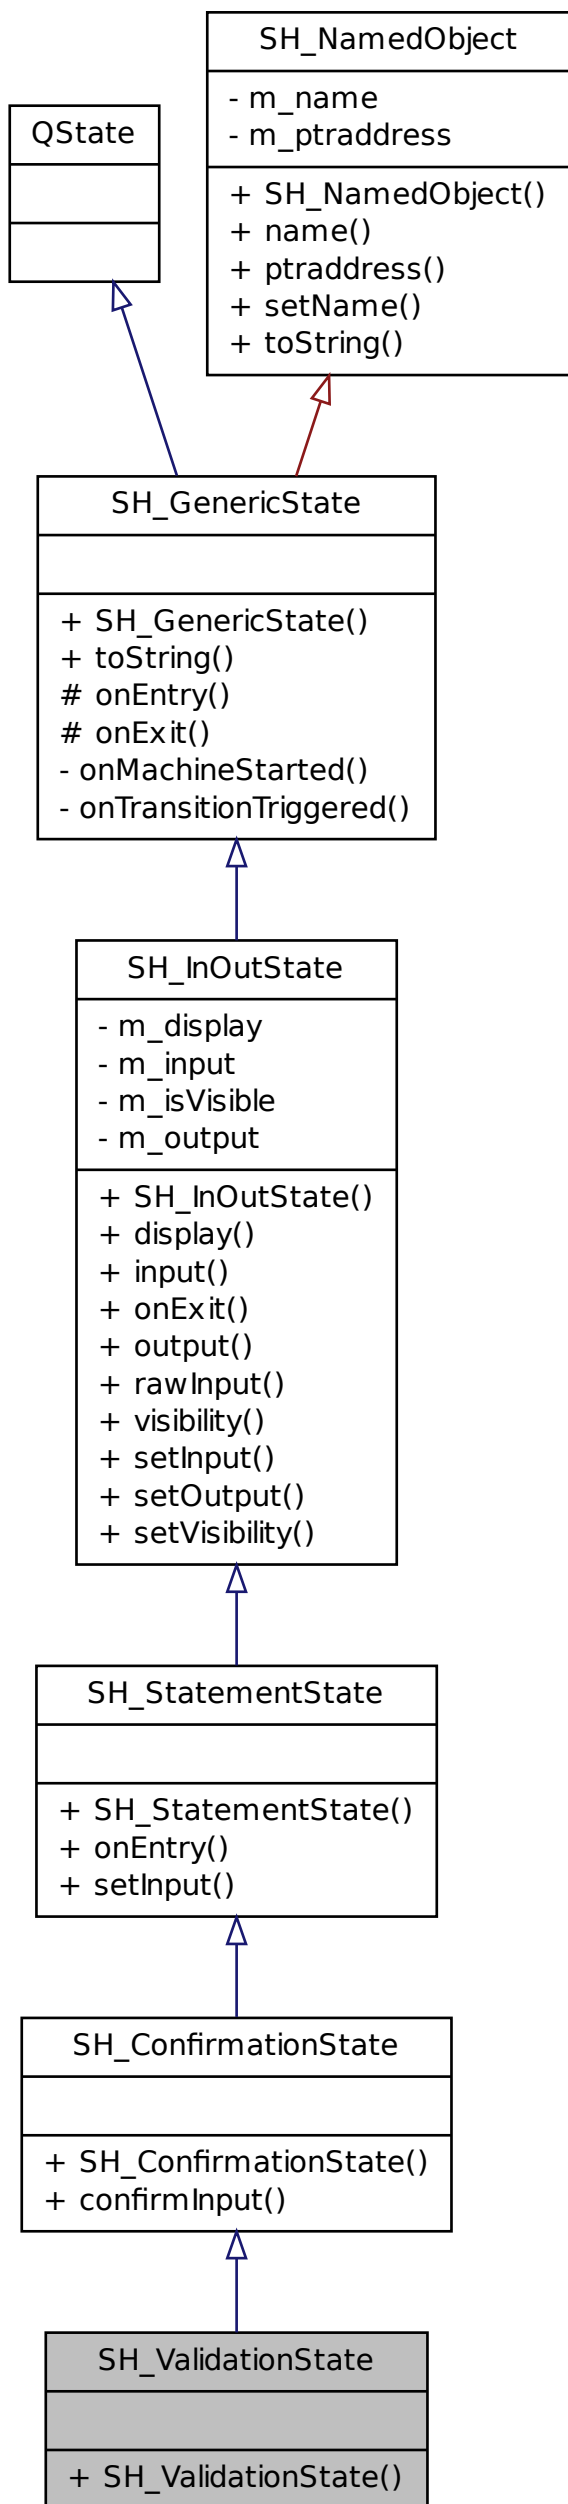 SH_NamedObject
- m_name
- m_ptraddress
+ SH_NamedObject()
+ name()
+ ptraddress()
+ setName()
+ toString()
QState
SH_GenericState
+ SH_GenericState()
+ toString()
# onEntry()
# onExit()
- onMachineStarted()
- onTransitionTriggered()
SH_InOutState
- m_display
- m_input
- m_isVisible
- m_output
+ SH_InOutState()
+ display()
+ input()
+ onExit()
+ output()
+ rawInput()
+ visibility()
+ setInput()
+ setOutput()
+ setVisibility()
SH_StatementState
+ SH_StatementState()
+ onEntry()
+ setInput()
SH_ConfirmationState
+ SH_ConfirmationState()
+ confirmInput()
SH_ValidationState
+ SH_ValidationState()